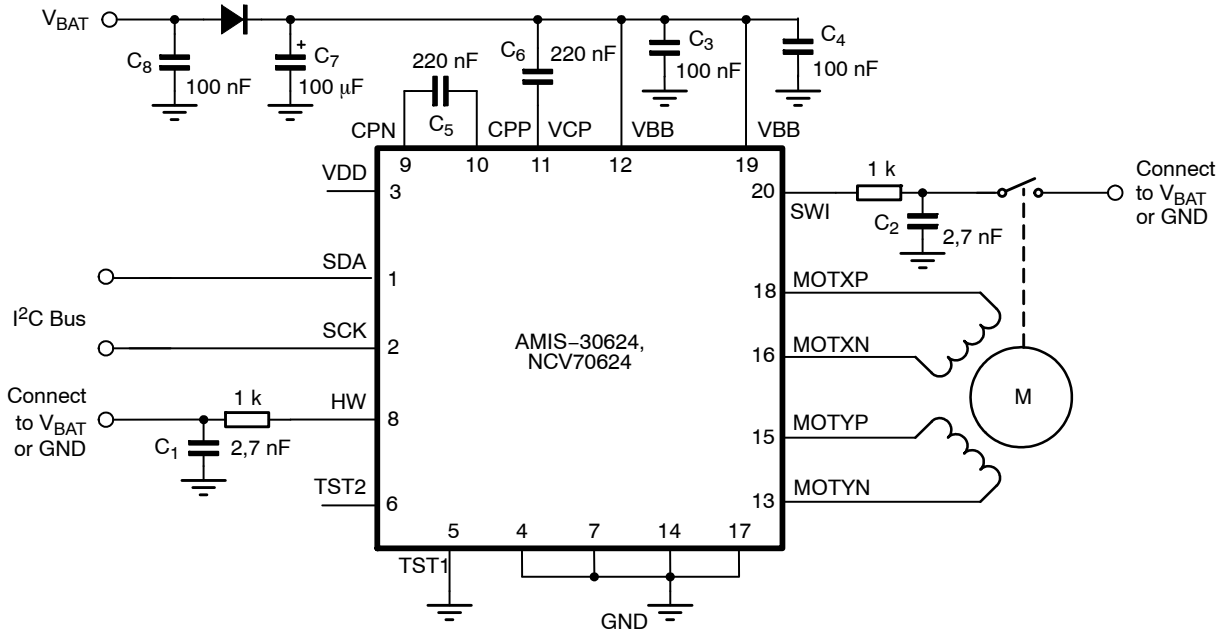 VBAT
C8
100 nF
+
C7
100 μF
220 nF
C5
C6
220 nF
C3
100 nF
C4
100 nF
CPN
CPP
VCP
VBB
VBB
9
10
11
12
19
VDD
3
20
SWI
1 k
C2
2,7 nF
Connect
to VBAT
or GND
SDA
1
I2C Bus
SCK
2
AMIS−30624,
NCV70624
18
MOTXP
16
MOTXN
M
Connect
to VBAT
or GND
1 k
HW
8
C1
2,7 nF
15
MOTYP
13
MOTYN
TST2
6
5
4
7
14
17
TST1
GND